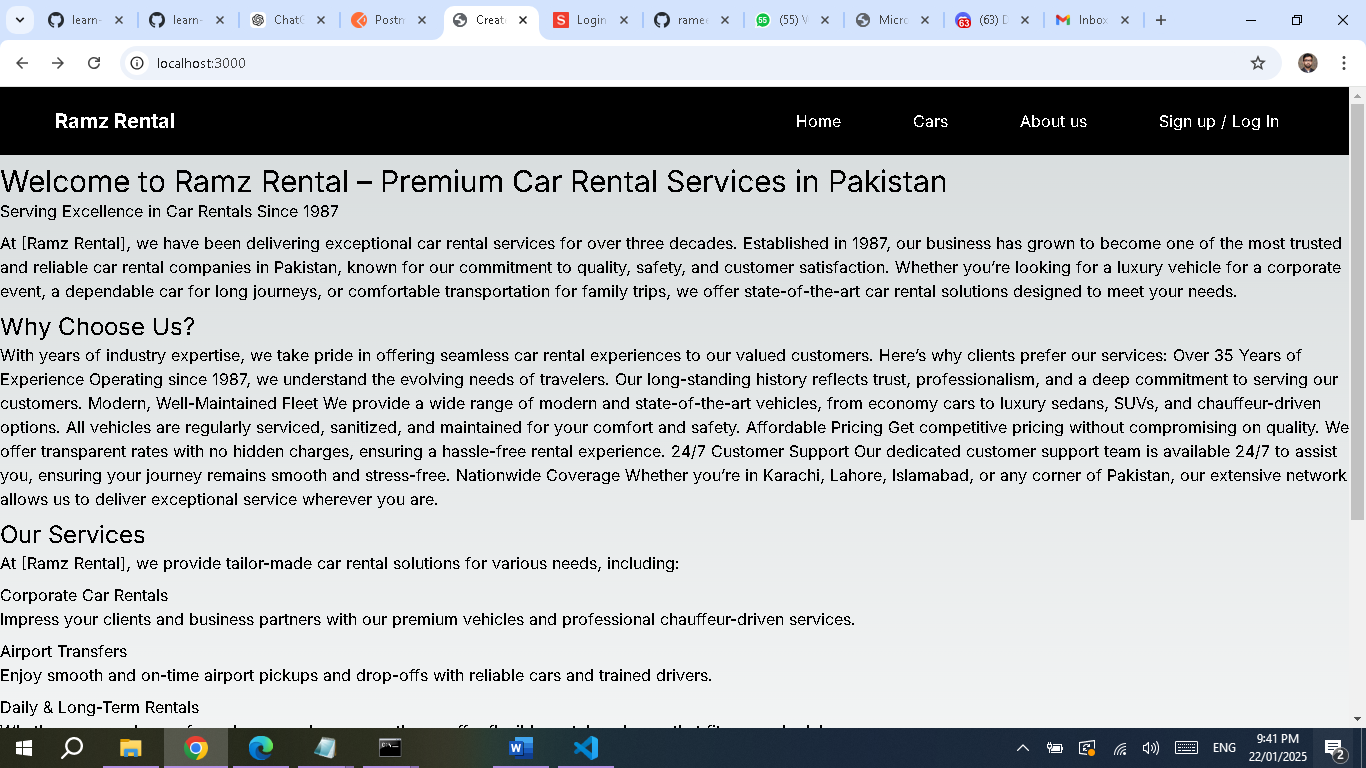 learn-
learn-
ChatG
Postn
Creat
Login
rame
(55) V
Micro
(63) D
Inbox
localhost:3000
Ramz Rental
Home
Cars
About us
Sign up / Log In
Welcome to Ramz Rental – Premium Car Rental Services in Pakistan
Serving Excellence in Car Rentals Since 1987
At [Ramz Rental], we have been delivering exceptional car rental services for over three decades. Established in 1987, our business has grown to become one of the most trusted
and reliable car rental companies in Pakistan, known for our commitment to quality, safety, and customer satisfaction. Whether you’re looking for a luxury vehicle for a corporate
event, a dependable car for long journeys, or comfortable transportation for family trips, we offer state-of-the-art car rental solutions designed to meet your needs.
Why Choose Us?
With years of industry expertise, we take pride in offering seamless car rental experiences to our valued customers. Here’s why clients prefer our services: Over 35 Years of
Experience Operating since 1987, we understand the evolving needs of travelers. Our long-standing history reflects trust, professionalism, and a deep commitment to serving our
customers. Modern, Well-Maintained Fleet We provide a wide range of modern and state-of-the-art vehicles, from economy cars to luxury sedans, SUVs, and chauffeur-driven
options. All vehicles are regularly serviced, sanitized, and maintained for your comfort and safety. Affordable Pricing Get competitive pricing without compromising on quality. We
offer transparent rates with no hidden charges, ensuring a hassle-free rental experience. 24/7 Customer Support Our dedicated customer support team is available 24/7 to assist
you, ensuring your journey remains smooth and stress-free. Nationwide Coverage Whether you’re in Karachi, Lahore, Islamabad, or any corner of Pakistan, our extensive network
allows us to deliver exceptional service wherever you are.
Our Services
At [Ramz Rental], we provide tailor-made car rental solutions for various needs, including:
Corporate Car Rentals
Impress your clients and business partners with our premium vehicles and professional chauffeur-driven services.
Airport Transfers
Enjoy smooth and on-time airport pickups and drop-offs with reliable cars and trained drivers.
Daily & Long-Term Rentals
ENG
9:41 PM
22/01/2025
2